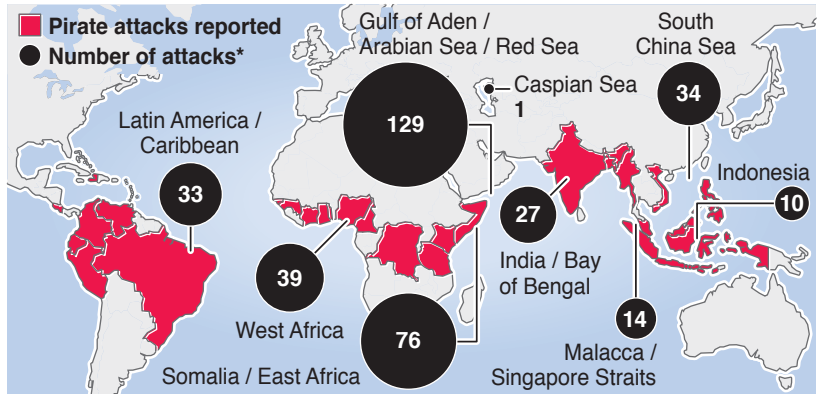 Pirate attacks reported
Number of attacks*
Gulf of Aden /
Arabian Sea / Red Sea
129
Caspian Sea
1
South
China Sea
34
Latin America /
Caribbean
33
Indonesia
10
27
India / Bay
of Bengal
39
West Africa
76
Somalia / East Africa
14
Malacca /
Singapore Straits